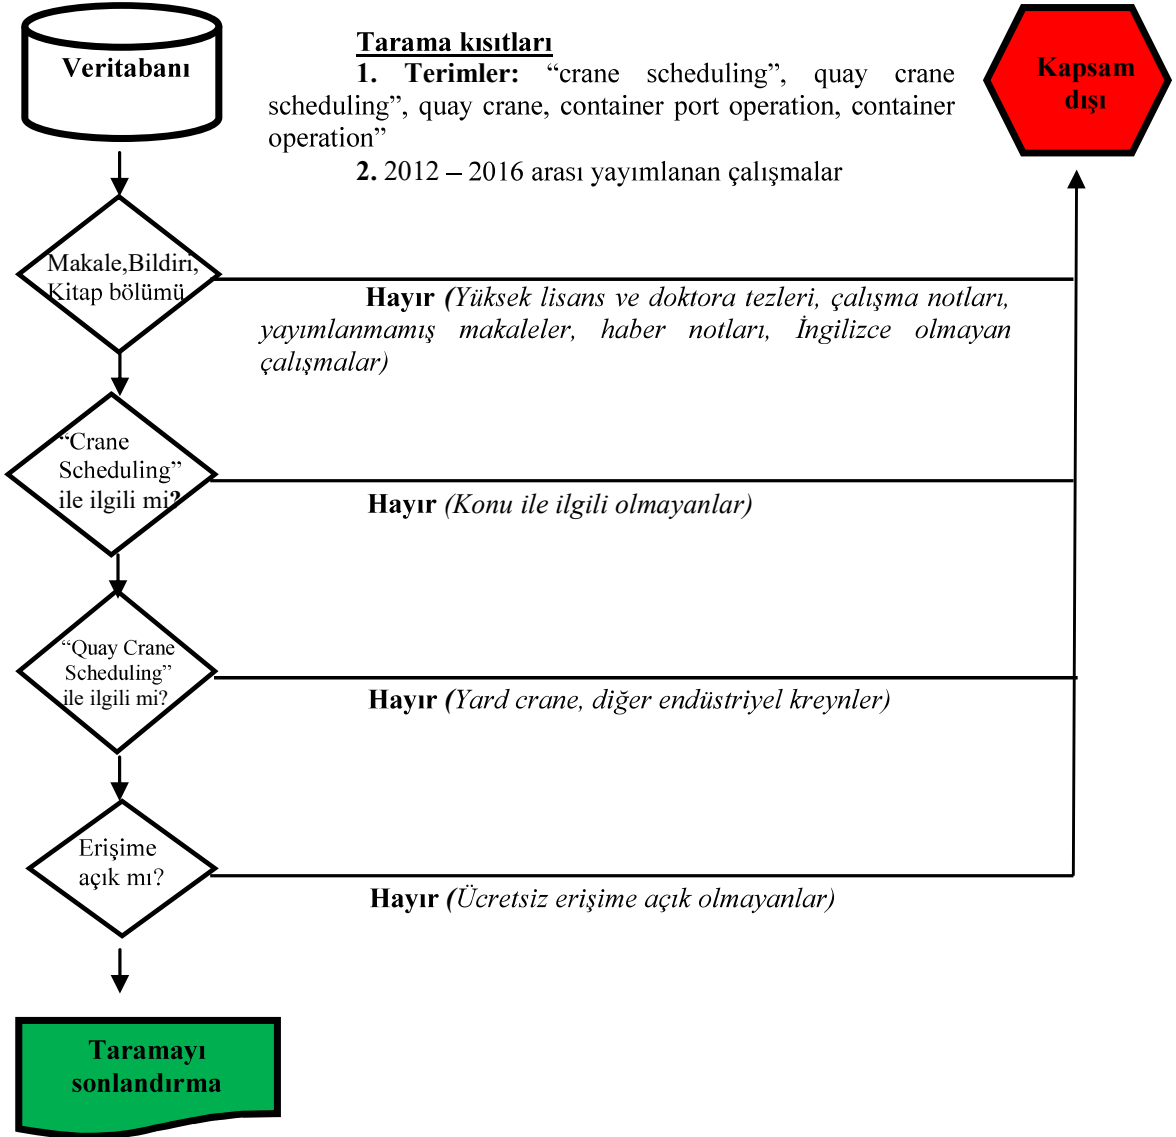 Veritabanı
Tarama kısıtları
1. Terimler: “crane scheduling”, quay crane
scheduling”, quay crane, container port operation, container
operation”
2. 2012 – 2016 arası yayımlanan çalışmalar
Kapsam
dışı
Makale,Bildiri,
Kitap bölümü
Hayır (Yüksek lisans ve doktora tezleri, çalışma notları,
yayımlanmamış makaleler, haber notları, İngilizce olmayan
çalışmalar)
“Crane
Scheduling”
ile ilgili mi?
Hayır (Konu ile ilgili olmayanlar)
“Quay Crane
Scheduling”
ile ilgili mi?
Hayır (Yard crane, diğer endüstriyel kreynler)
Erişime
açık mı?
Hayır (Ücretsiz erişime açık olmayanlar)
Taramayı
sonlandırma